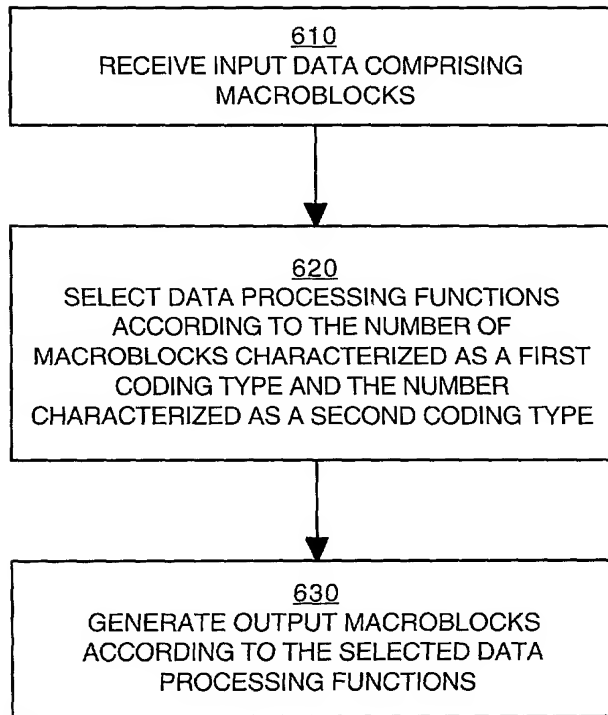 610
RECEIVE INPUT DATA COMPRISING
MACROBLOCKS
620
SELECT DATA PROCESSING FUNCTIONS
ACCORDING TO THE NUMBER OF
MACROBLOCKS CHARACTERIZED AS A FIRST
CODING TYPE AND THE NUMBER
CHARACTERIZED AS A SECOND CODING TYPE
630
GENERATE OUTPUT MACROBLOCKS
ACCORDING TO THE SELECTED DATA
PROCESSING FUNCTIONS